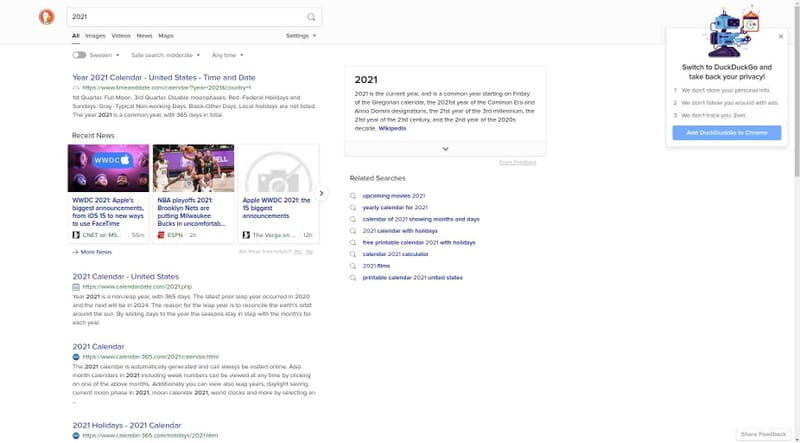 2021
All Images Videos News Maps Settings
Sweden Safe search: moderate Any time
Year 2021 Calendar - United States - Time and Date
https://www.timeanddate.com/calendar/?year=2021&country=1
1st Quarter. Full Moon. 3rd Quarter. Disable moonphases. Red -Federal Holidays and
Sundays. Gray -Typical Non-working Days. Black-Other Days. Local holidays are not listed.
The year 2021 is a common year, with 365 days in total.
Recent News
WWDC
WWDC 2021: Apple's
biggest announcements,
from iOS 15 to new ways
to use FaceTime
CNET on MS... 55m
NBA playoffs 2021:
Brooklyn Nets are
putting Milwaukee
Bucks in uncomfortab...
ESPN 2h
Apple WWDC 2021: the
15 biggest
announcements
The Verge on ... 12h
More News
Are these links helpful? Yes No
2021 Calendar - United States
https://www.calendardate.com/2021.php
Year 2021 is a non-leap year, with 365 days. The latest prior leap year occurred in 2020
and the next will be in 2024. The reason for the leap year is to reconcile the earth's orbit
around the sun. By adding days to the year the seasons stay in step with the month's for
each year.
2021 Calendar
https://www.calendar-365.com/2021-calendar.html
The 2021 calendar is automatically generated and can always be visited online. Also
month calendars in 2021 including week numbers can be viewed at any time by clicking
on one of the above months. Additionally you can view also leap years, daylight saving,
current moon phase in 2021, moon calendar 2021, world clocks and more by selecting an
...
2021 Holidays - 2021 Calendar
https://www.calendar-365.com/holidays/2021.html
2021
2021 is the current year, and is a common year starting on Friday
of the Gregorian calendar, the 2021st year of the Common Era and
Anno Domini designations, the 21st year of the 3rd millennium, the
21st year of the 21st century, and the 2nd year of the 2020s
decade. Wikipedia
Share Feedback
Related Searches
upcoming movies 2021
yearly calendar for 2021
calendar of 2021 showing months and days
2021 calendar with holidays
free printable calendar 2021 with holidays
calendar 2021 calculator
2021 films
printable calendar 2021 united states
Switch to DuckDuckGo and
take back your privacy!
1 We don't store your personal info.
2 We don't follow you around with ads.
3 We don't track you. Ever.
Add DuckDuckGo to Chrome
Share Feedback